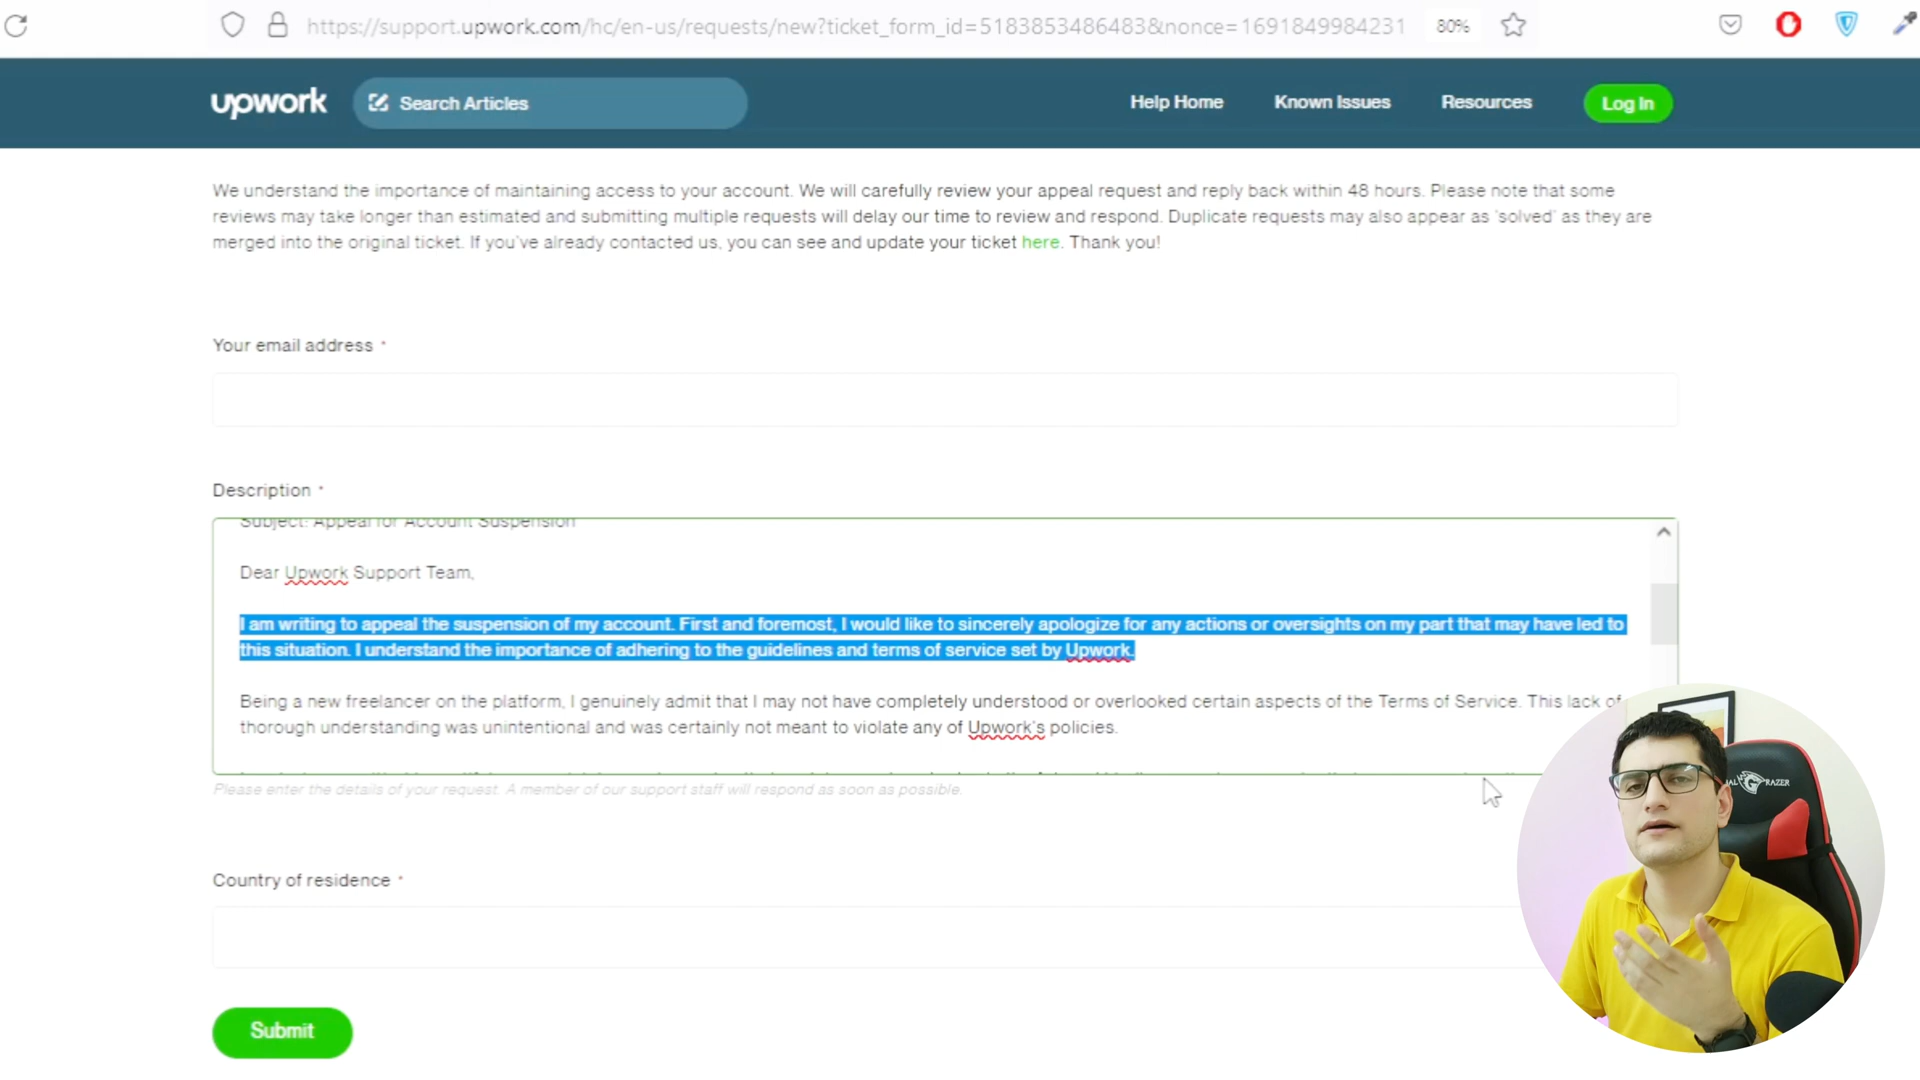 https://support.upwork.com/hc/en-us/requests/new?ticket_form_id=5183853486483&nonce=1691849984231
80%
upwork
Search Articles
Help Home
Known Issues
Resources
Log In
We understand the importance of maintaining access to your account. We will carefully review your appeal request and reply back within 48 hours. Please note that some
reviews may take longer than estimated and submitting multiple requests will delay our time to review and respond. Duplicate requests may also appear as 'solved' as they are
merged into the original ticket. If you've already contacted us, you can see and update your ticket here. Thank you!
Your email address *
Description *
Subject: Appeal for Account Suspension
Dear Upwork Support Team,
I am writing to appeal the suspension of my account. First and foremost, I would like to sincerely apologize for any actions or oversights on my part that may have led to
this situation. I understand the importance of adhering to the guidelines and terms of service set by Upwork.
Being a new freelancer on the platform, I genuinely admit that I may not have completely understood or overlooked certain aspects of the Terms of Service. This lack of
thorough understanding was unintentional and was certainly not meant to violate any of Upwork's policies.
Please enter the details of your request. A member of our support staff will respond as soon as possible.
RAZER
Country of residence *
Submit